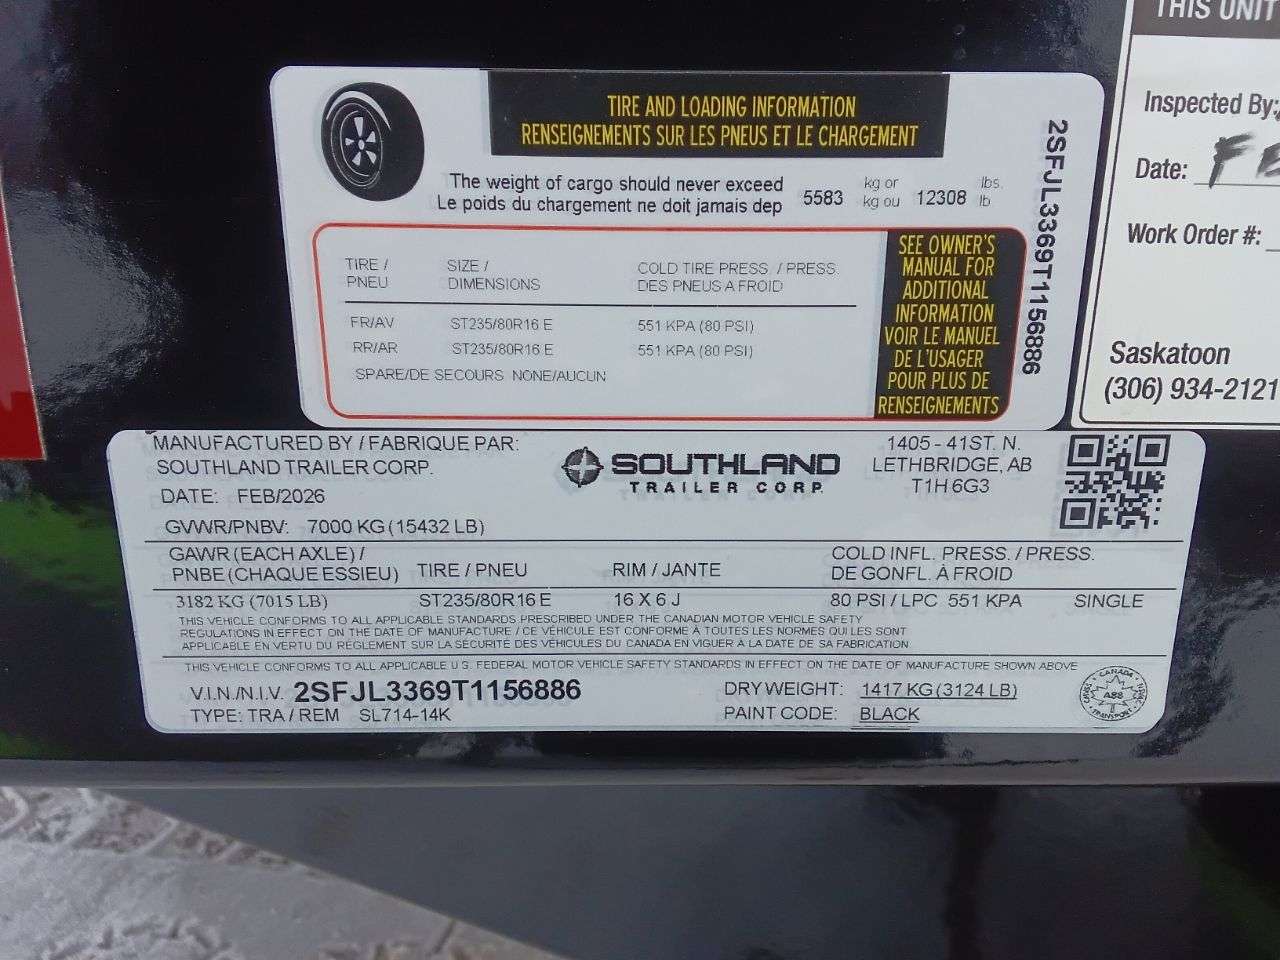 TIRE AND LOADING INFORMATION
RENSEIGNEMENTS SUR LES PNEUS ET LE CHARGEMENT
The weight of cargo should never exceed 5583 kg or 12308 lbs.
Le poids du chargement ne doit jamais dep kg ou lb
TIRE / SIZE / COLD TIRE PRESS. / PRESS
PNEU DIMENSIONS DES PNEUS A FROID
FR/AV ST235/80R16 E 551 KPA (80 PSI)
RR/AR ST235/80R16 E 551 KPA (80 PSI)
SPARE/DE SECOURS NONE/AUCUN
SEE OWNER'S
MANUAL FOR
ADDITIONAL
INFORMATION
VOIR LE MANUEL
DE L'USAGER
POUR PLUS DE
RENSEIGNEMENTS
2SFJL3369T1156886
THIS UNIT
Inspected By:
Date:
Work Order #:
Saskatoon
(306) 934-2121
MANUFACTURED BY / FABRIQUE PAR:
SOUTHLAND TRAILER CORP.
DATE: FEB/2026
GVWR/PNBV: 7000 KG (15432 LB)
SOUTHLAND
TRAILER CORP.
1405 - 41ST. N.
LETHBRIDGE, AB
T1H 6G3
GAWR (EACH AXLE) / COLD INFL. PRESS. / PRESS.
PNBE (CHAQUE ESSIEU) TIRE / PNEU RIM / JANTE DE GONFL. À FROID
3182 KG (7015 LB) ST235/80R16 E 16 X 6 J 80 PSI / LPC 551 KPA SINGLE
THIS VEHICLE CONFORMS TO ALL APPLICABLE STANDARDS PRESCRIBED UNDER THE CANADIAN MOTOR VEHICLE SAFETY
REGULATIONS IN EFFECT ON THE DATE OF MANUFACTURE / CE VÉHICULE EST CONFORME À TOUTES LES NORMES QUI LES SONT
APPLICABLE EN VERTU DU RÈGLEMENT SUR LA SÉCURITÉ DES VÉHICULES DU CANADA EN VIGUER À LA DATE DE SA FABRICATION
THIS VEHICLE CONFORMS TO ALL APPLICABLE U.S. FEDERAL MOTOR VEHICLE SAFETY STANDARDS IN EFFECT ON THE DATE OF MANUFACTURE SHOWN ABOVE
V.I.N./N.I.V. 2SFJL3369T1156886 DRY WEIGHT: 1417 KG (3124 LB)
TYPE: TRA / REM SL714-14K PAINT CODE: BLACK
CANADA
A88
TRANSPORT